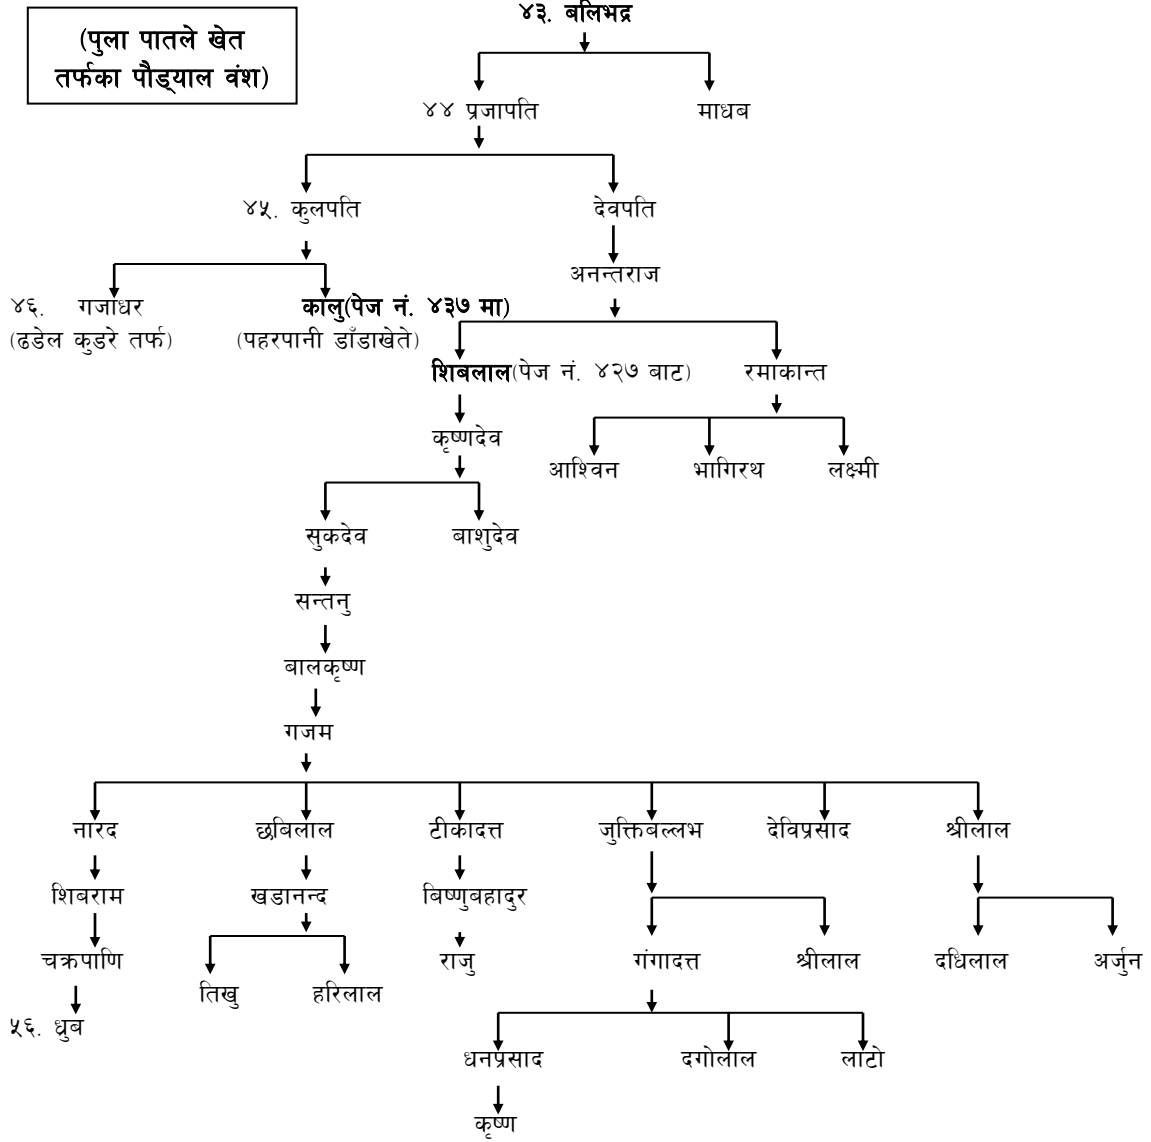 ४३. बलिभद्र
(पुला पातले खेत
तर्फका पौड्याल वंश)
४४ प्रजापति माधब
४५. कुलपति देवपति
अनन्तराज
४६. गजाधर कालु(पेज नं. ४३७ मा)
(ढडेल कुडरे तर्फ) (पहरपानी डाँडाखेते)
शिबलाल(पेज नं. ४२७ बाट) रमाकान्त
कृष्णदेव
आश्विन भागिरथ लक्ष्मी
सुकदेव बाशुदेव
सन्तनु
बालकृष्ण
गजम
नारद छबिलाल टीकादत्त जुक्तिबल्लभ देविप्रसाद श्रीलाल
शिबराम खडानन्द बिष्णुबहादुर
चक्रपाणि राजु गंगादत्त श्रीलाल दधिलाल अर्जुन
तिखु हरिलाल
५६. ध्रुब
धनप्रसाद दगोलाल लाटो
कृष्ण